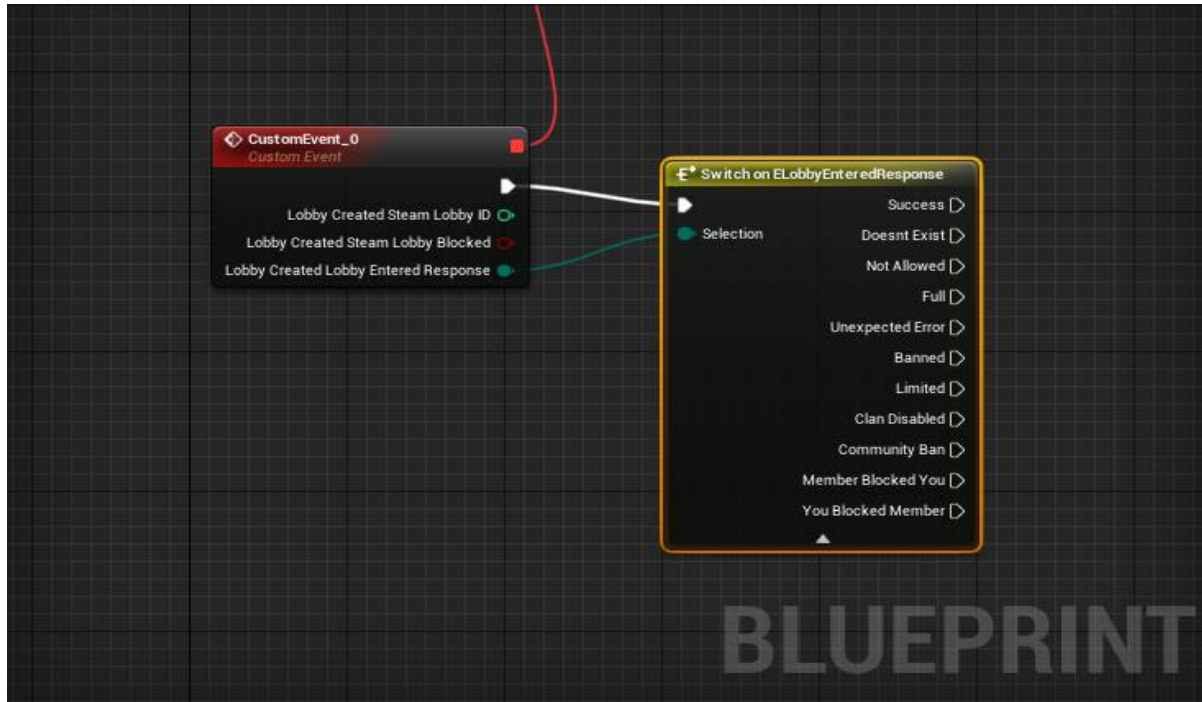 CustomEvent_0
Custom Event
Lobby Created Steam Lobby ID
Lobby Created Steam Lobby Blocked
Lobby Created Lobby Entered Response
Switch on ELobbyEnteredResponse
Selection
Success
Doesnt Exist
Not Allowed
Full
Unexpected Error
Banned
Limited
Clan Disabled
Community Ban
Member Blocked You
You Blocked Member
BLUEPRINT